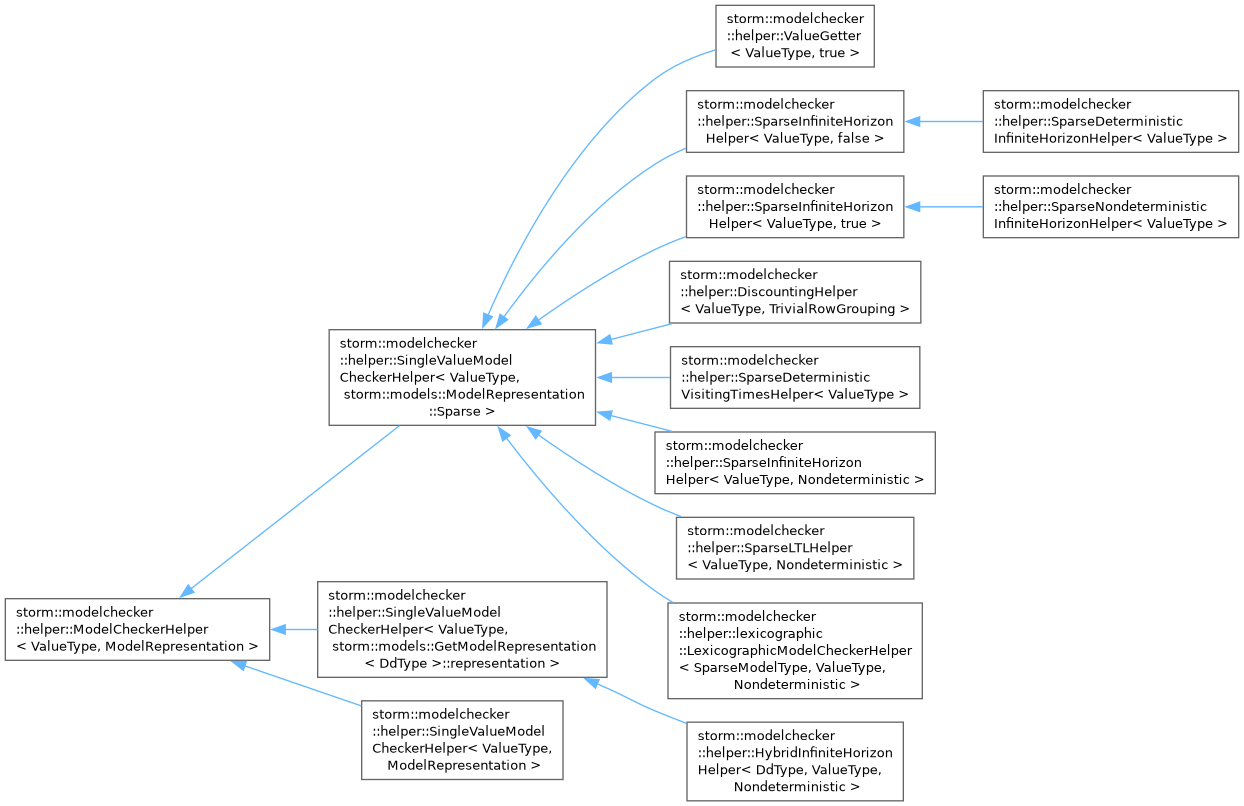 storm::modelchecker
::helper::ValueGetter
< ValueType, true >
storm::modelchecker
::helper::SparseInfiniteHorizon
Helper< ValueType, false >
storm::modelchecker
::helper::SparseDeterministic
InfiniteHorizonHelper< ValueType >
storm::modelchecker
::helper::SparseInfiniteHorizon
Helper< ValueType, true >
storm::modelchecker
::helper::SparseNondeterministic
InfiniteHorizonHelper< ValueType >
storm::modelchecker
::helper::DiscountingHelper
< ValueType, TrivialRowGrouping >
storm::modelchecker
::helper::SingleValueModel
CheckerHelper< ValueType,
storm::models::ModelRepresentation
::Sparse >
storm::modelchecker
::helper::SparseDeterministic
VisitingTimesHelper< ValueType >
storm::modelchecker
::helper::SparseInfiniteHorizon
Helper< ValueType, Nondeterministic >
storm::modelchecker
::helper::SparseLTLHelper
< ValueType, Nondeterministic >
storm::modelchecker
::helper::ModelCheckerHelper
< ValueType, ModelRepresentation >
storm::modelchecker
::helper::SingleValueModel
CheckerHelper< ValueType,
storm::models::GetModelRepresentation
< DdType >::representation >
storm::modelchecker
::helper::lexicographic
::LexicographicModelCheckerHelper
< SparseModelType, ValueType,
Nondeterministic >
storm::modelchecker
::helper::SingleValueModel
CheckerHelper< ValueType,
ModelRepresentation >
storm::modelchecker
::helper::HybridInfiniteHorizon
Helper< DdType, ValueType,
Nondeterministic >